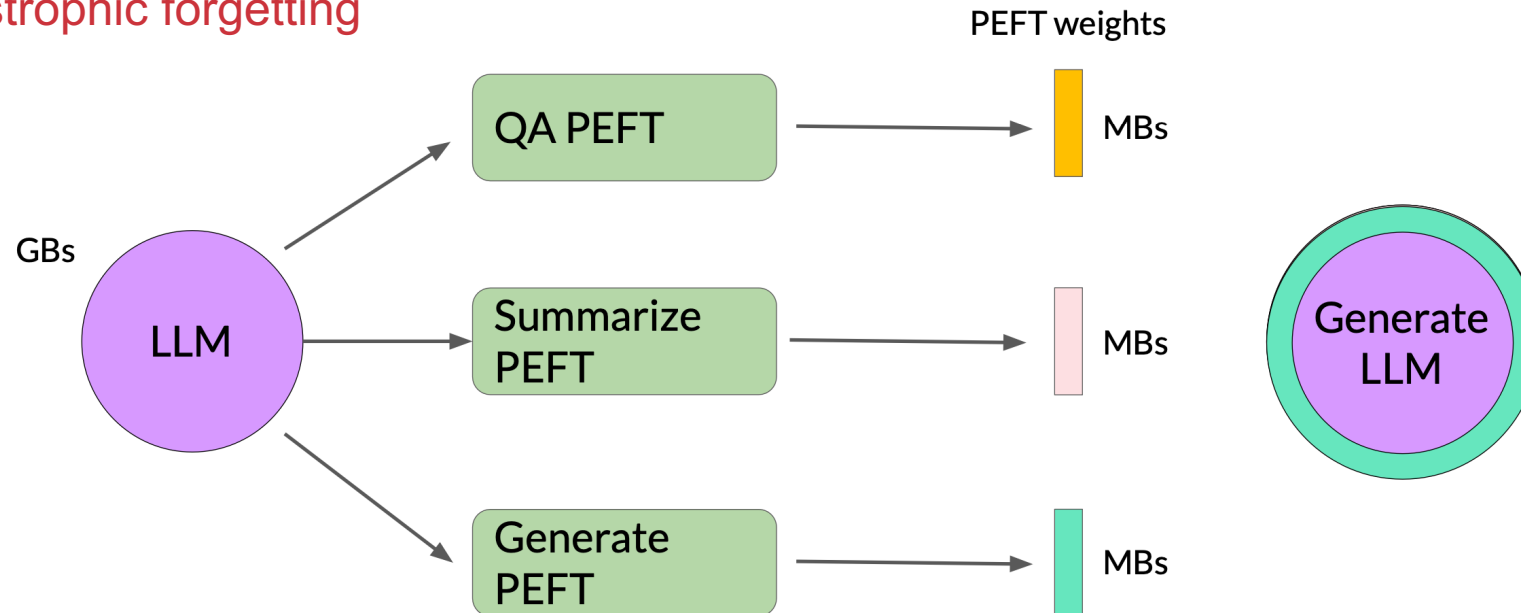 strophic forgetting
PEFT weights
QA PEFT
MBs
GBs
LLM
Summarize
PEFT
MBs
Generate
LLM
Generate
PEFT
MBs